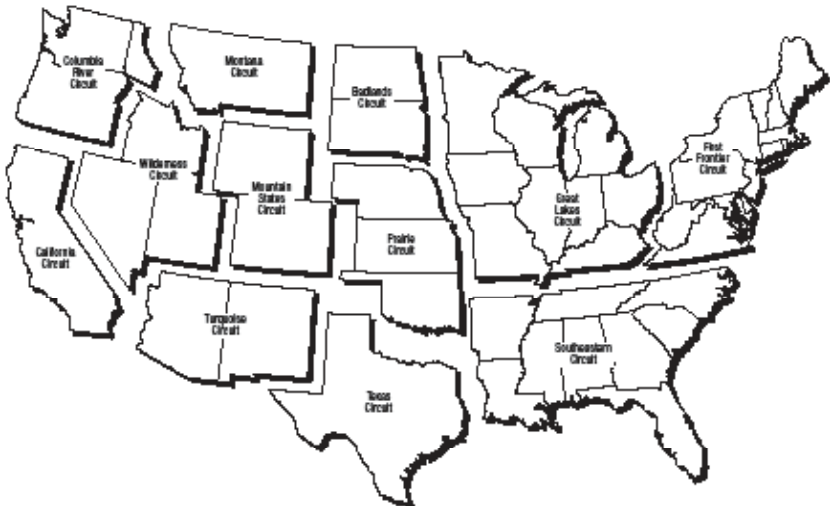 Columbia
River
Circuit
Montana
Circuit
Badlands
Circuit
Wilderness
Circuit
Mountain
States
Circuit
First
Frontier
Circuit
Great
Lakes
Circuit
Prairie
Circuit
California
Circuit
Turquoise
Circuit
Southeastern
Circuit
Texas
Circuit